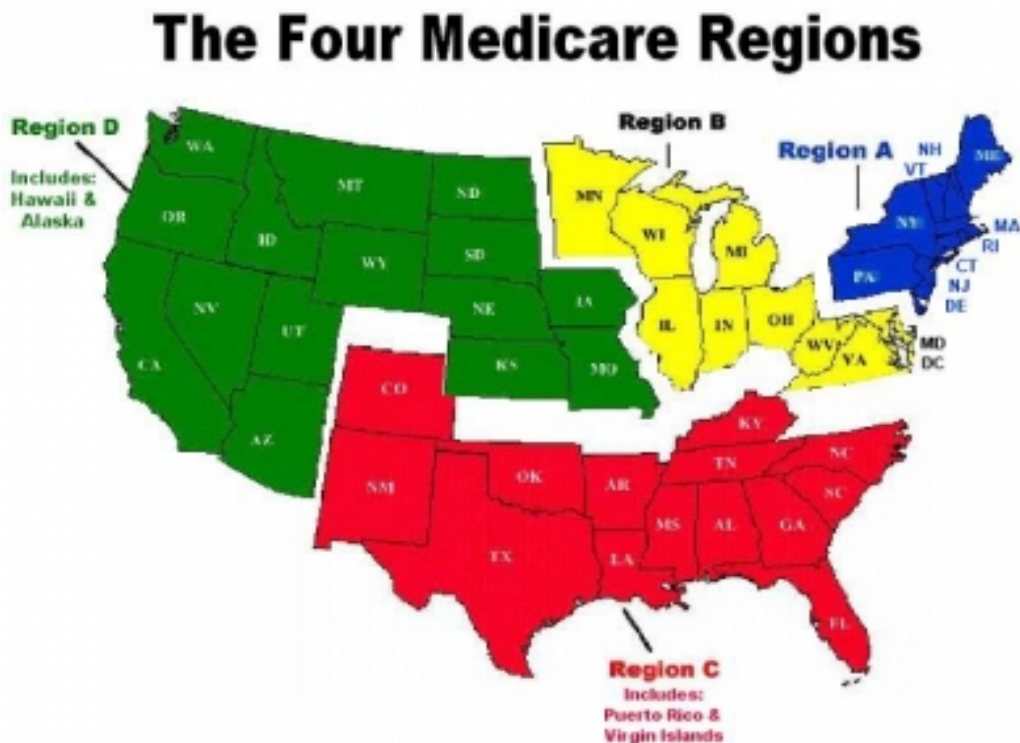 The Four Medicare Regions
Region D
Includes:
Hawaii &
Alaska
Region B
Region A
NH
VT
ME
WA
MT
ND
MN
OR
NY
MA
ID
WI
RI
SD
MI
WY
CT
PA
NJ
IA
DE
NV
NE
UT
IL
IN
OH
WV
MD
CA
KS
MO
VA
DC
CO
AZ
KY
NC
TN
NM
OK
AR
SC
MS
AL
GA
TX
LA
FL
Region C
Includes:
Puerto Rico &
Virgin Islands